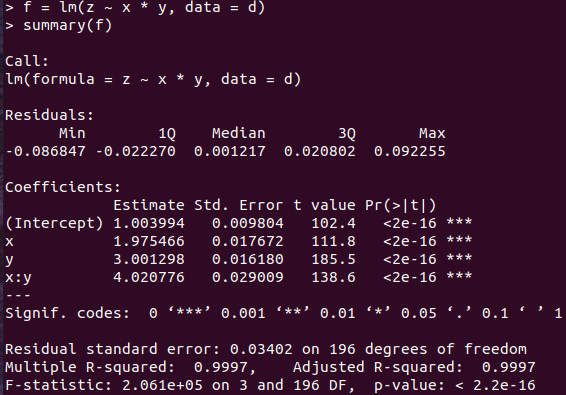 > f = lm(z ~ x * y, data = d)
> summary(f)

Call:
lm(formula = z ~ x * y, data = d)

Residuals:
      Min        1Q    Median        3Q       Max
-0.086847 -0.022270  0.001217  0.020802  0.092255

Coefficients:
            Estimate Std. Error t value Pr(>|t|)
(Intercept) 1.003994   0.009804   102.4   <2e-16 ***
x           1.975466   0.017672   111.8   <2e-16 ***
y           3.001298   0.016180   185.5   <2e-16 ***
x:y         4.020776   0.029009   138.6   <2e-16 ***
---
Signif. codes:  0 ‘***’ 0.001 ‘**’ 0.01 ‘*’ 0.05 ‘.’ 0.1 ‘ ’ 1

Residual standard error: 0.03402 on 196 degrees of freedom
Multiple R-squared:  0.9997,    Adjusted R-squared:  0.9997
F-statistic: 2.061e+05 on 3 and 196 DF,  p-value: < 2.2e-16